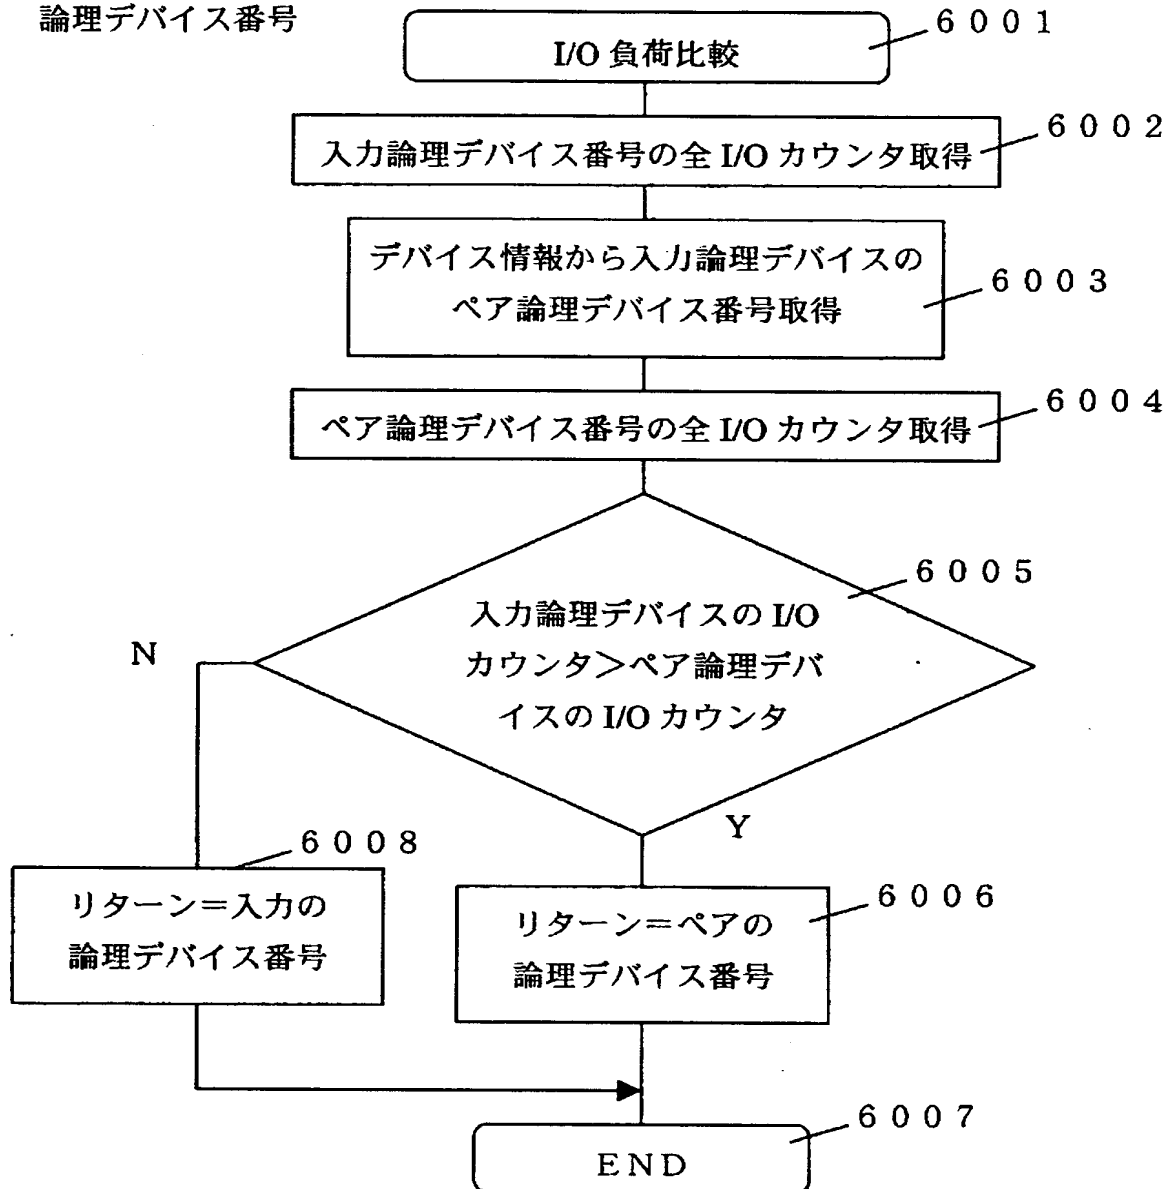 論理デバイス番号
I/O 負荷比較
6001
入力論理デバイス番号の全 I/O カウンタ取得
6002
デバイス情報から入力論理デバイスの
ペア論理デバイス番号取得
6003
ペア論理デバイス番号の全 I/O カウンタ取得
6004
入力論理デバイスの I/O
カウンタ>ペア論理デバ
イスの I/O カウンタ
6005
N
Y
リターン=入力の
論理デバイス番号
6008
リターン=ペアの
論理デバイス番号
6006
END
6007